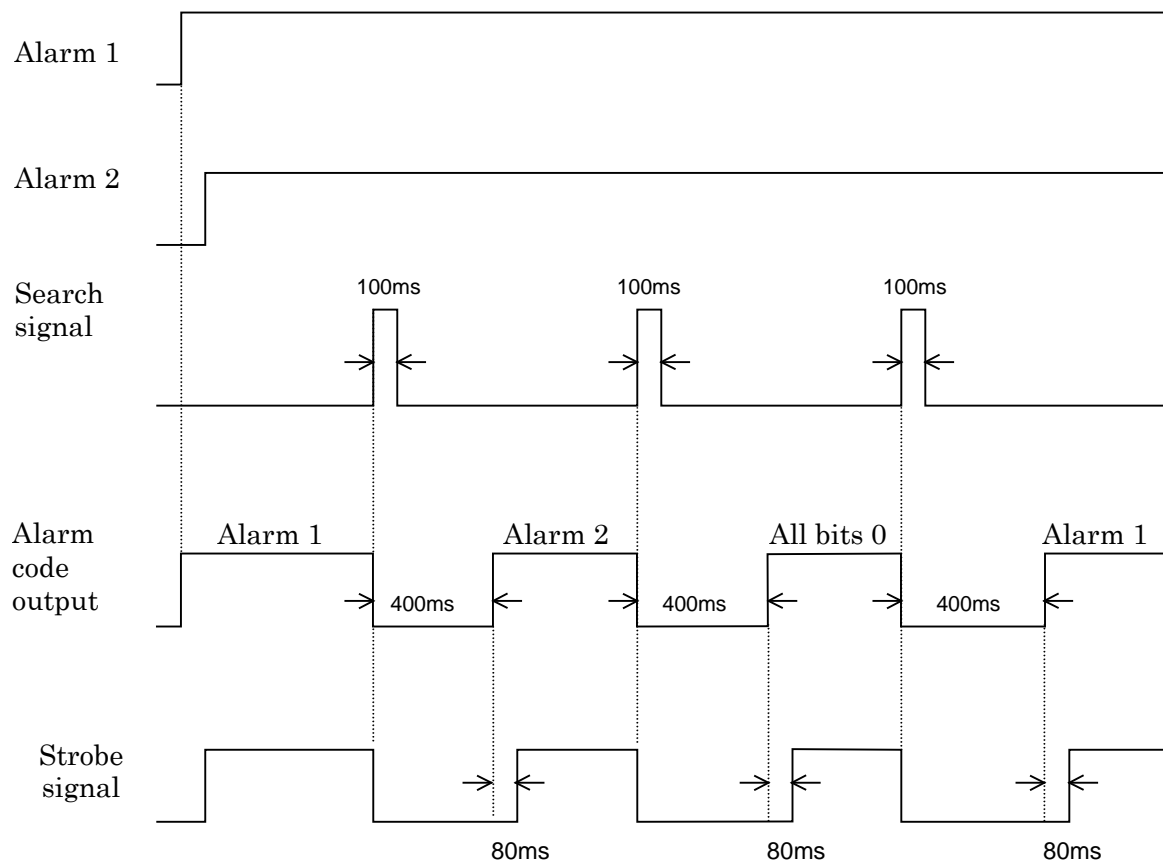 Alarm 1
Alarm 2
Search
signal
100ms
100ms
100ms
Alarm
code
output
Alarm 1
Alarm 2
All bits 0
Alarm 1
400ms
400ms
400ms
Strobe
signal
80ms
80ms
80ms